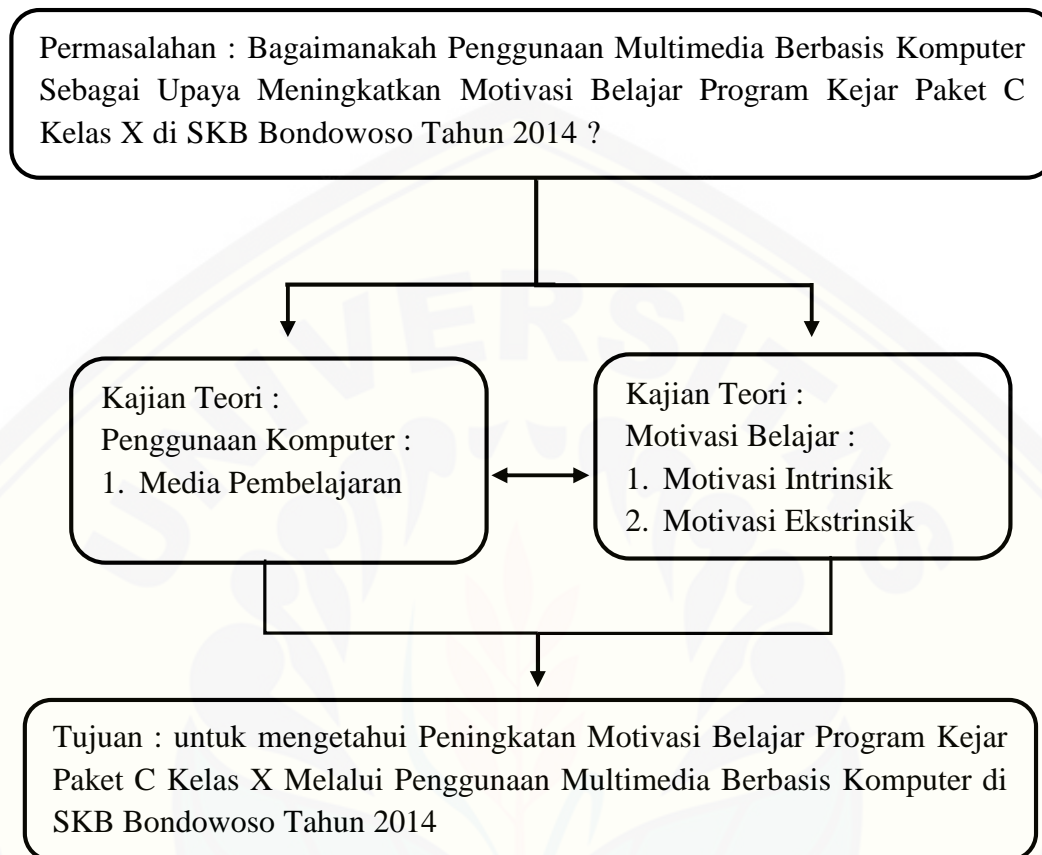 Permasalahan : Bagaimanakah Penggunaan Multimedia Berbasis Komputer
Sebagai Upaya Meningkatkan Motivasi Belajar Program Kejar Paket C
Kelas X di SKB Bondowoso Tahun 2014 ?
UNIVERSITAS
Kajian Teori :
Penggunaan Komputer :
1. Media Pembelajaran
Kajian Teori :
Motivasi Belajar :
1. Motivasi Intrinsik
2. Motivasi Ekstrinsik
Tujuan : untuk mengetahui Peningkatan Motivasi Belajar Program Kejar
Paket C Kelas X Melalui Penggunaan Multimedia Berbasis Komputer di
SKB Bondowoso Tahun 2014